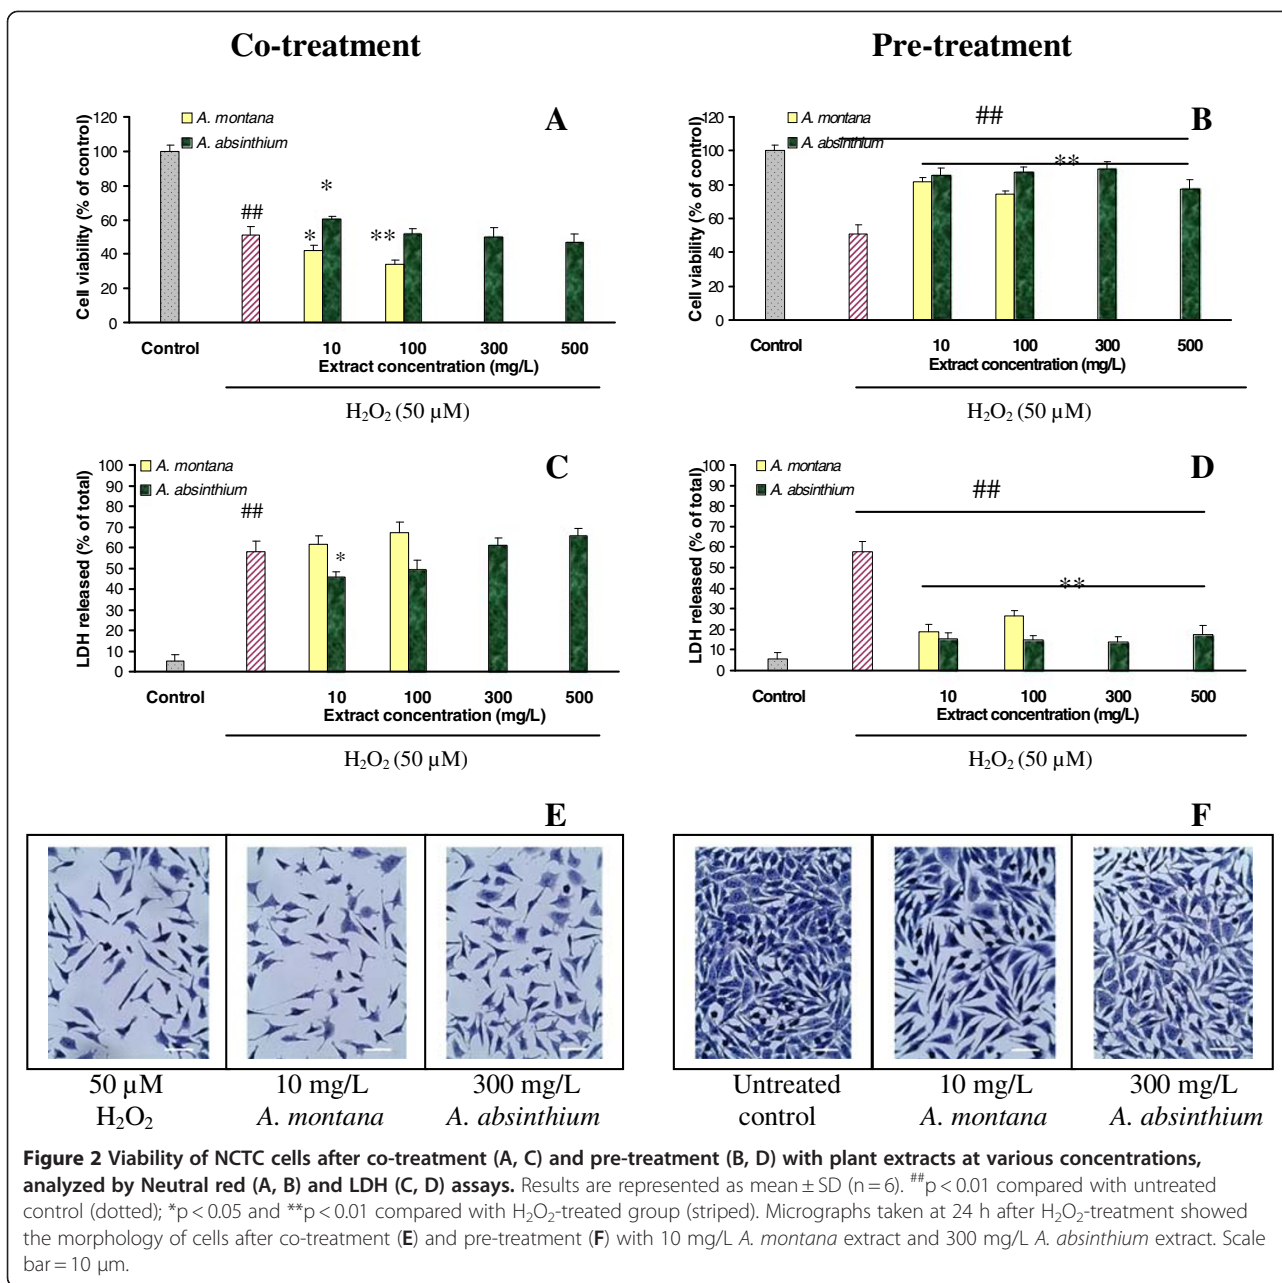 Co-treatment
Pre-treatment
A
A. montana
A. absinthium
Cell viability (% of control)
120
100
80
60
40
20
0
##
*
*
**
Control
10
100
300
500
Extract concentration (mg/L)
H₂O₂ (50 µM)
B
A. montana
A. absinthium
Cell viability (% of control)
120
100
80
60
40
20
0
##
**
Control
10
100
300
500
Extract concentration (mg/L)
H₂O₂ (50 µM)
C
A. montana
A. absinthium
LDH released (% of total)
100
90
80
70
60
50
40
30
20
10
0
##
*
Control
10
100
300
500
Extract concentration (mg/L)
H₂O₂ (50 µM)
D
A. montana
A. absinthium
LDH released (% of total)
100
90
80
70
60
50
40
30
20
10
0
##
**
Control
10
100
300
500
Extract concentration (mg/L)
H₂O₂ (50 µM)
E
50 µM
H₂O₂
10 mg/L
A. montana
300 mg/L
A. absinthium
F
Untreated
control
10 mg/L
A. montana
300 mg/L
A. absinthium
Figure 2 Viability of NCTC cells after co-treatment (A, C) and pre-treatment (B, D) with plant extracts at various concentrations,
analyzed by Neutral red (A, B) and LDH (C, D) assays. Results are represented as mean ± SD (n = 6). ##p < 0.01 compared with untreated
control (dotted); *p < 0.05 and **p < 0.01 compared with H₂O₂-treated group (striped). Micrographs taken at 24 h after H₂O₂-treatment showed
the morphology of cells after co-treatment (E) and pre-treatment (F) with 10 mg/L A. montana extract and 300 mg/L A. absinthium extract. Scale
bar = 10 µm.